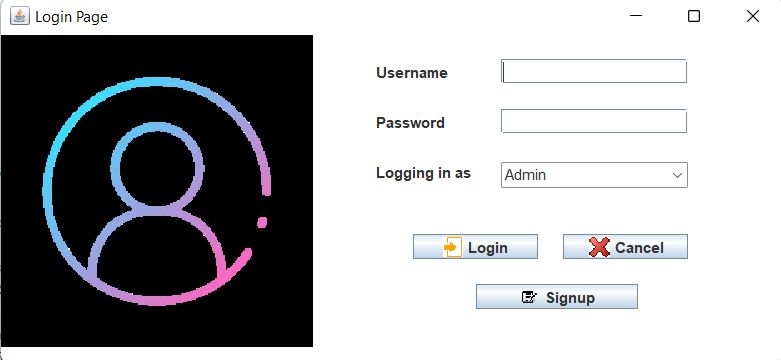 Login Page
Username
Password
Logging in as Admin
Login Cancel
Signup